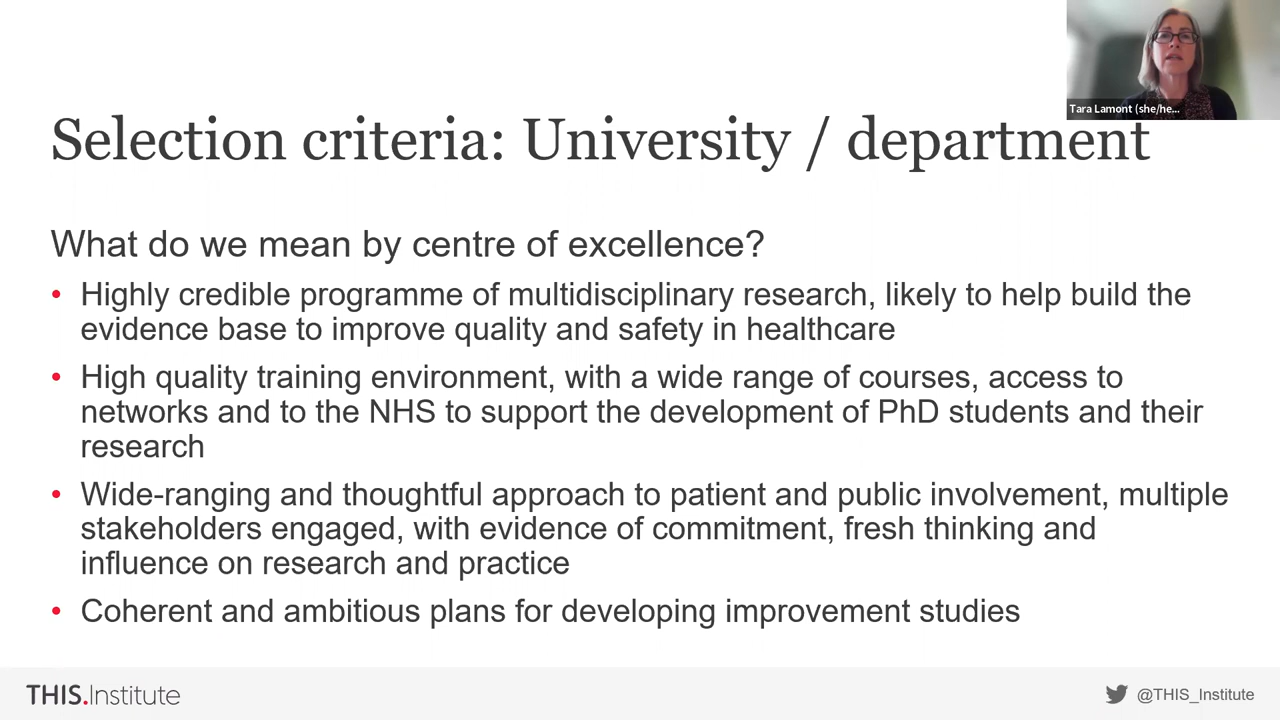 Tara Lamont (she/he...
Selection criteria: University / department
What do we mean by centre of excellence?
• Highly credible programme of multidisciplinary research, likely to help build the
evidence base to improve quality and safety in healthcare
• High quality training environment, with a wide range of courses, access to
networks and to the NHS to support the development of PhD students and their
research
• Wide-ranging and thoughtful approach to patient and public involvement, multiple
stakeholders engaged, with evidence of commitment, fresh thinking and
influence on research and practice
• Coherent and ambitious plans for developing improvement studies
THIS.Institute
@THIS_Institute